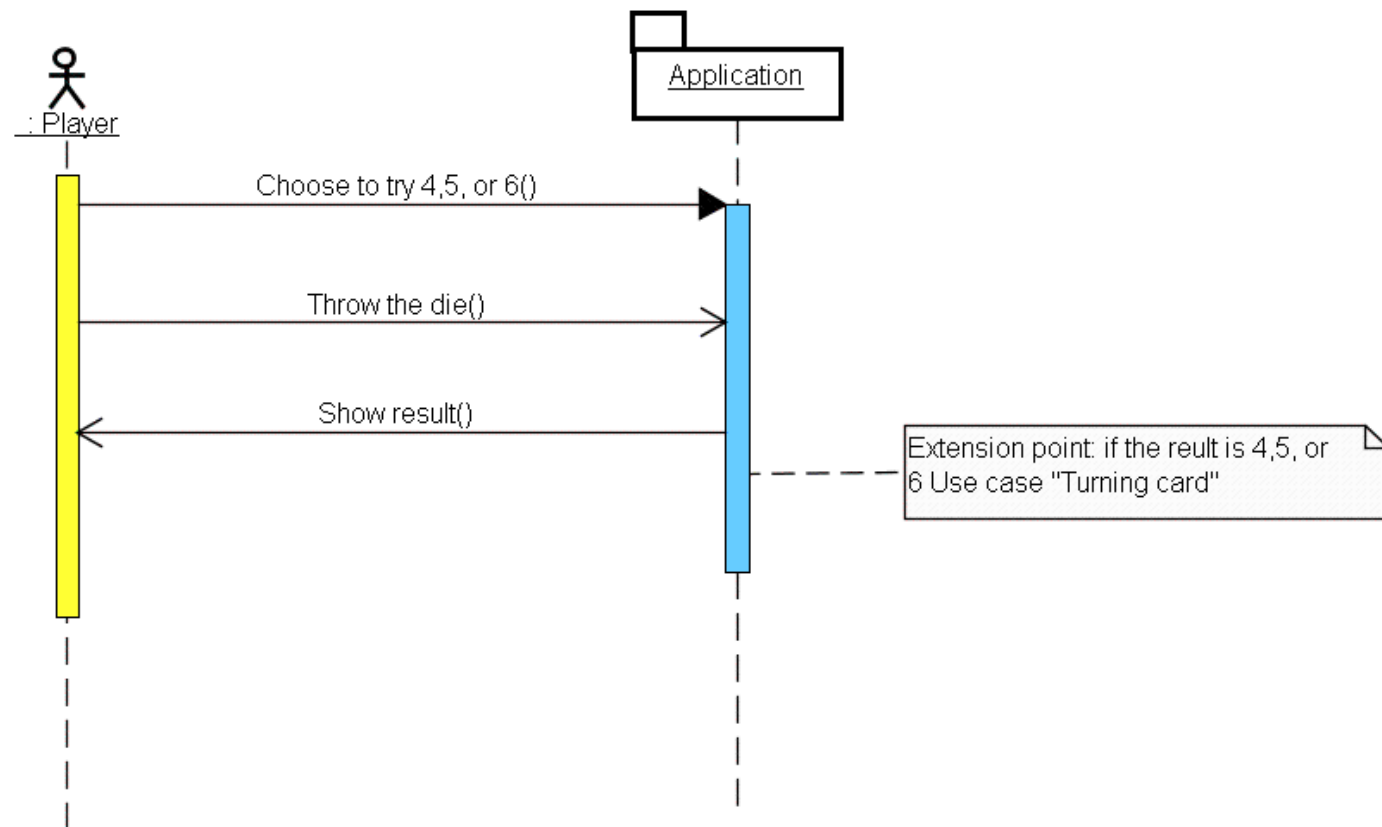 Application
: Player
Choose to try 4,5, or 6()
Throw the die()
Show result()
Extension point: if the reult is 4,5, or
6 Use case "Turning card"